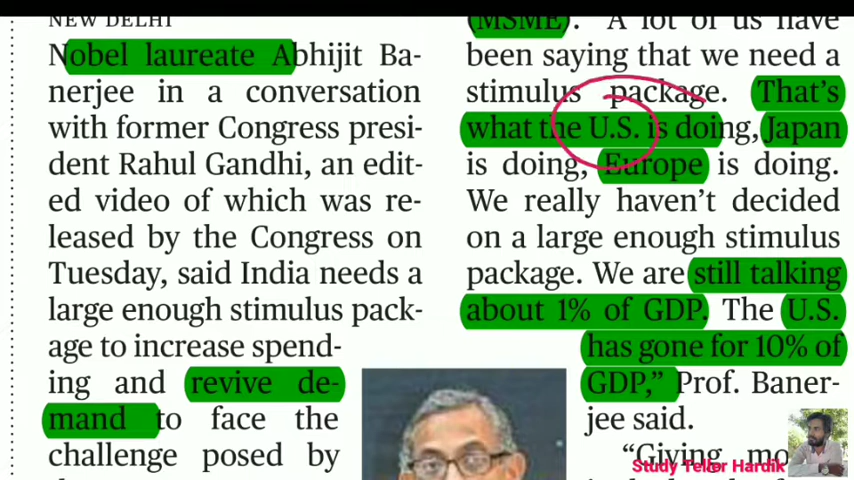 NEW DELHI
Nobel laureate Abhijit Ba-
nerjee in a conversation
with former Congress presi-
dent Rahul Gandhi, an edit-
ed video of which was re-
leased by the Congress on
Tuesday, said India needs a
large enough stimulus pack-
age to increase spend-
ing and revive de-
mand to face the
challenge posed by
(MSME). "A lot of us have
been saying that we need a
stimulus package. That's
what the U.S. is doing, Japan
is doing, Europe is doing.
We really haven't decided
on a large enough stimulus
package. We are still talking
about 1% of GDP. The U.S.
has gone for 10% of
GDP," Prof. Baner-
jee said.
"Giving
Study Teller Hardik